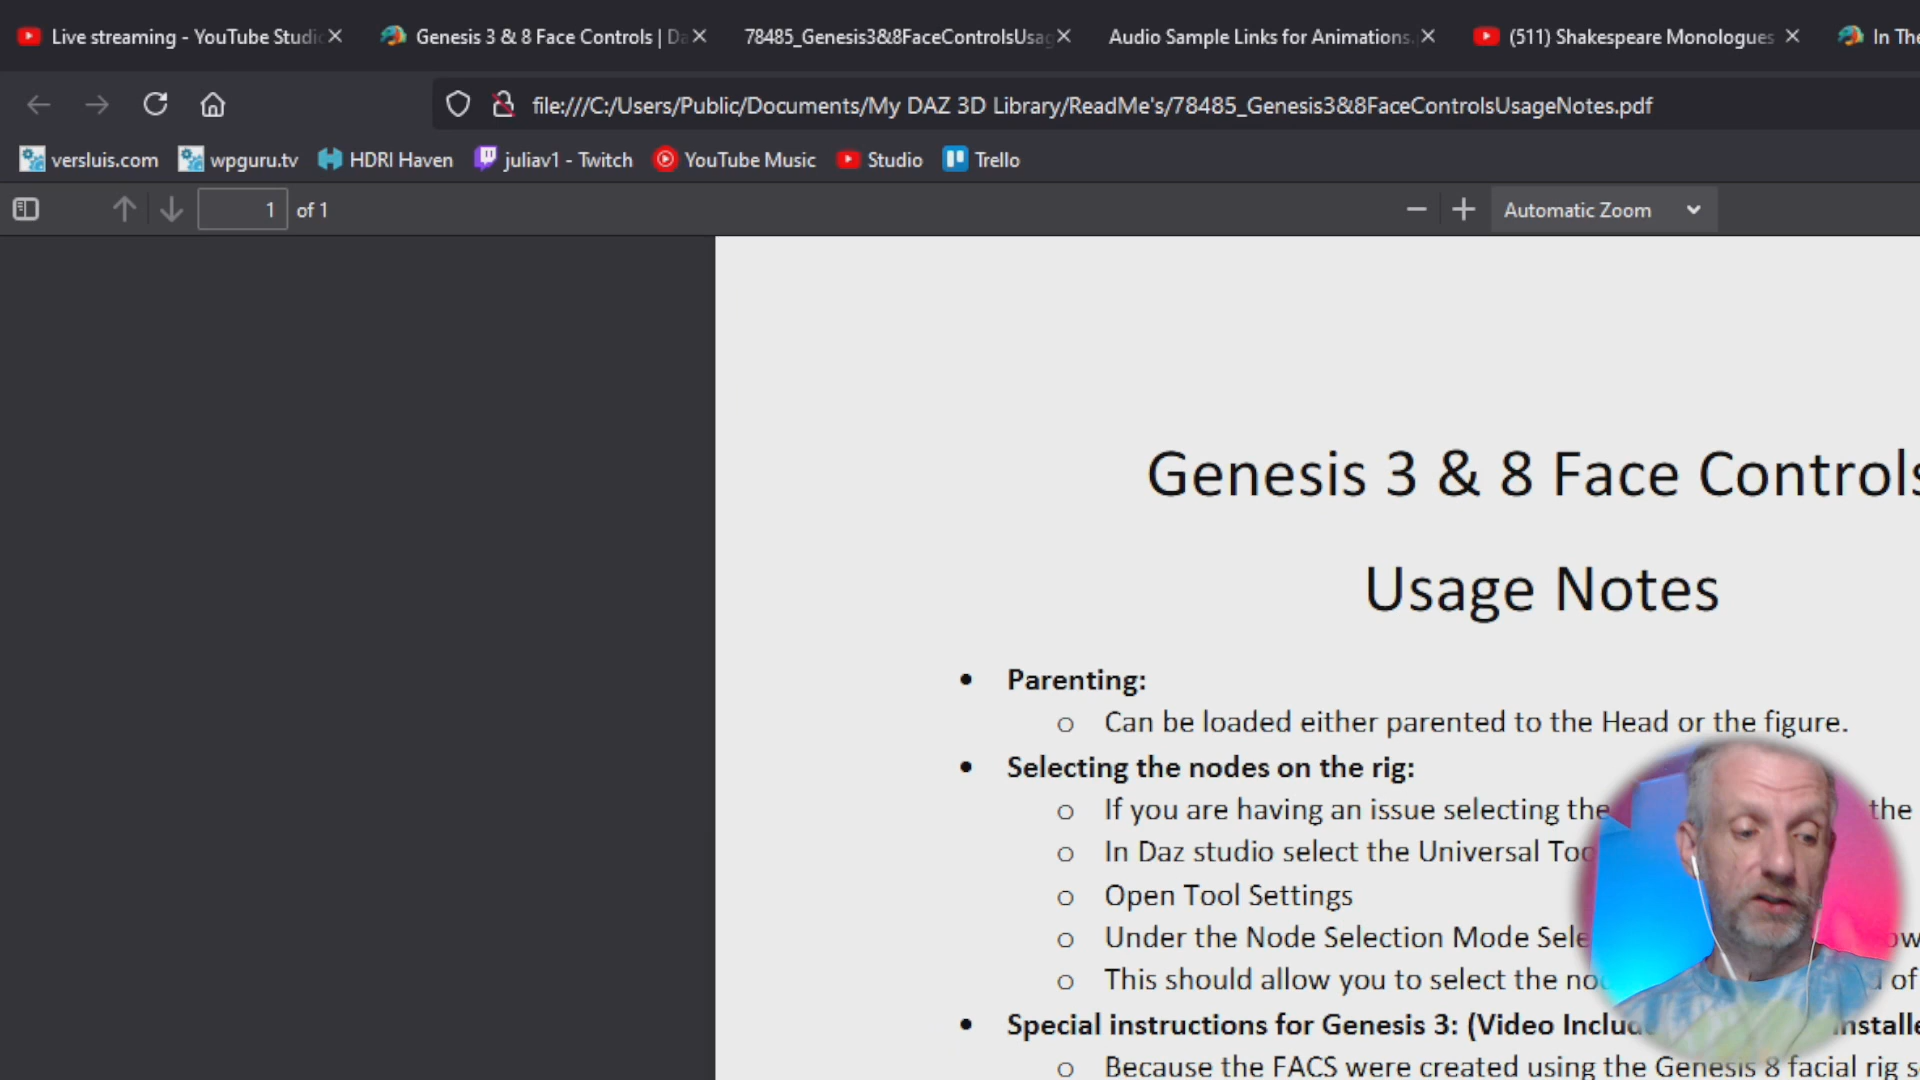 Live streaming - YouTube Studio
Genesis 3 & 8 Face Controls | Da
78485_Genesis3&8FaceControlsUsag
Audio Sample Links for Animations.
(511) Shakespeare Monologues
In The
file:///C:/Users/Public/Documents/My DAZ 3D Library/ReadMe's/78485_Genesis3&8FaceControlsUsageNotes.pdf
versluis.com
wpguru.tv
HDRI Haven
juliav1 - Twitch
YouTube Music
Studio
Trello
1 of 1
Automatic Zoom
Genesis 3 & 8 Face Controls
Usage Notes
• Parenting:
o Can be loaded either parented to the Head or the figure.
• Selecting the nodes on the rig:
o If you are having an issue selecting the the
o In Daz studio select the Universal Too
o Open Tool Settings
o Under the Node Selection Mode Sele
o This should allow you to select the no of
• Special instructions for Genesis 3: (Video Includ installe
o Because the FACS were created using the Genesis 8 facial rig s